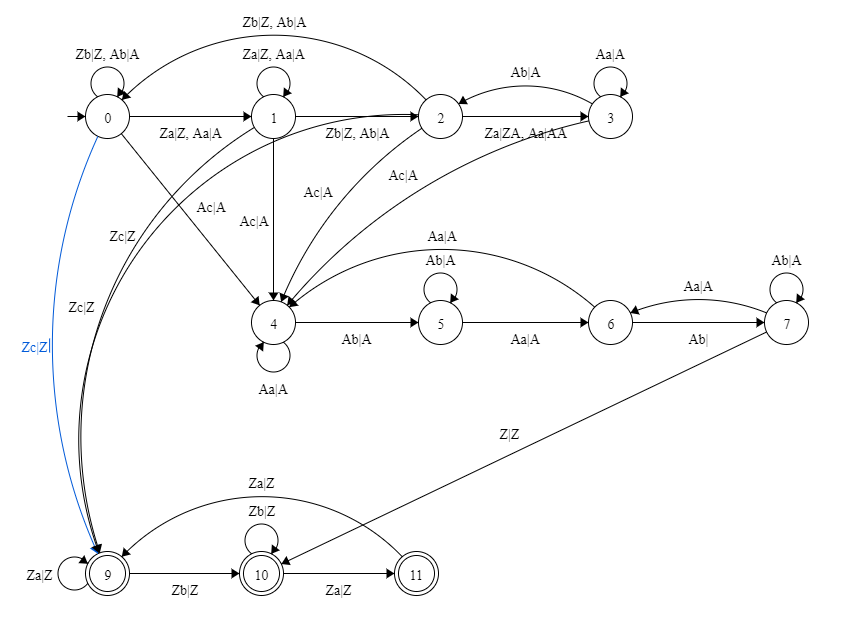 Zb|Z, Ab|A
Zb|Z, Ab|A
Za|Z, Aa|A
Aa|A
Ab|A
0
1
2
3
Za|Z, Aa|A
Zb|Z, Ab|A
Za|ZA, Aa|AA
Ac|A
Ac|A
Ac|A
Ac|A
Zc|Z
Aa|A
Ab|A
Ab|A
Aa|A
Zc|Z
4
5
6
7
Zc|Z
Ab|A
Aa|A
Ab|
Aa|A
Z|Z
Za|Z
Zb|Z
Za|Z
9
10
11
Zb|Z
Za|Z